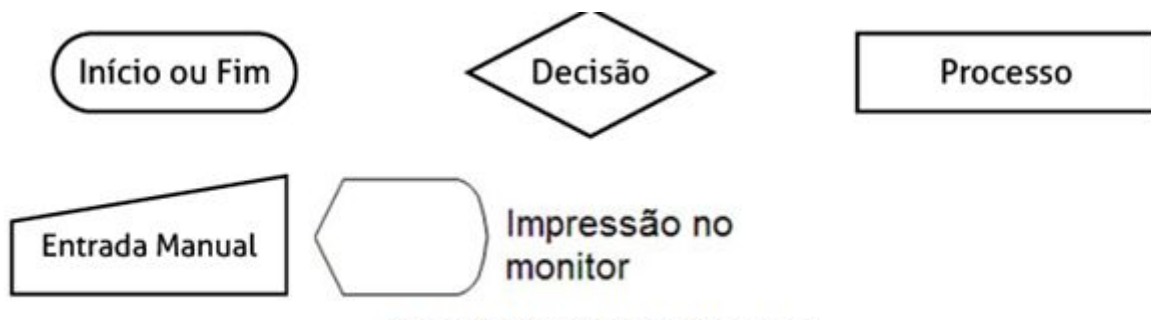 Início ou Fim
Decisão
Processo
Entrada Manual
Impressão no
monitor